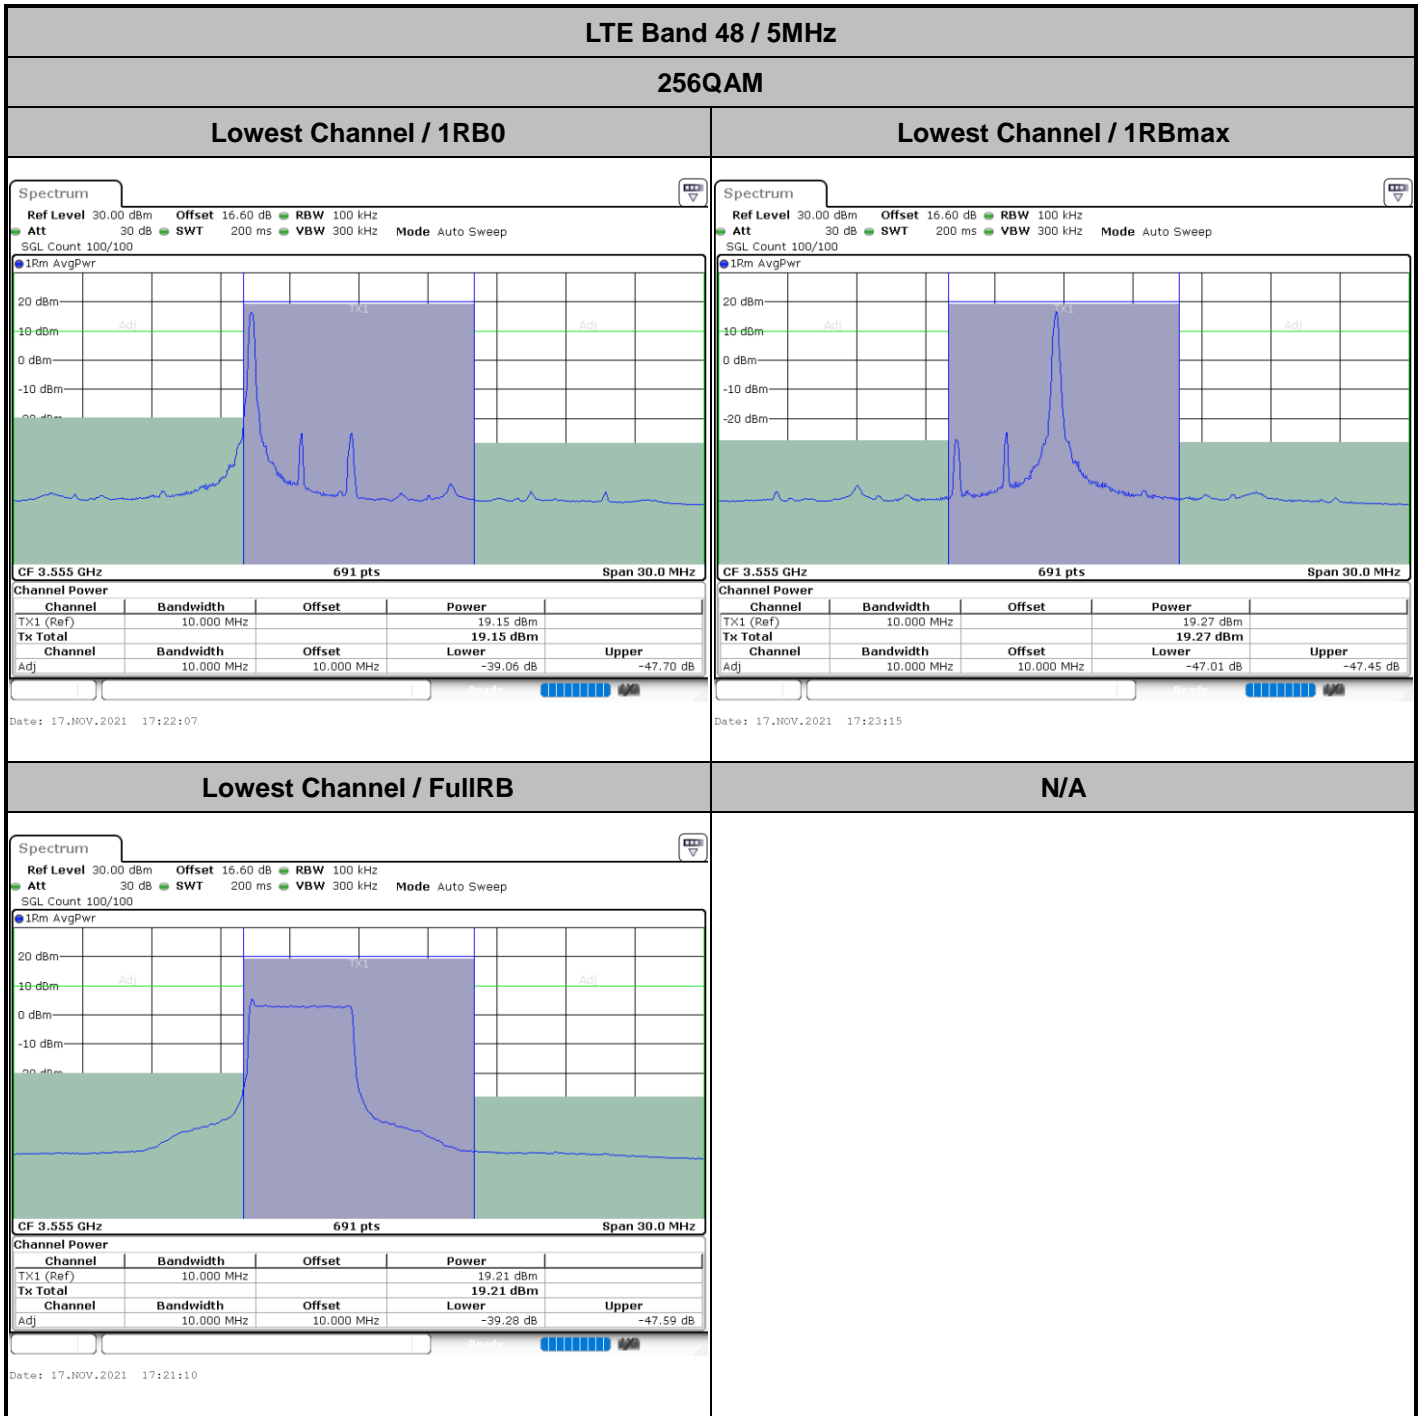 LTE Band 48 / 5MHz
256QAM
Lowest Channel / 1RB0
Lowest Channel / 1RBmax
Spectrum
Ref Level 30.00 dBm Offset 16.60 dB RBW 100 kHz
Att 30 dB SWT 200 ms VBW 300 kHz Mode Auto Sweep
SGL Count 100/100
1Rm AvgPwr
TX1
20 dBm
Adj Adj
10 dBm
0 dBm
-10 dBm
-20 dBm
CF 3.555 GHz 691 pts Span 30.0 MHz
Channel Power
Channel Bandwidth Offset Power
TX1 (Ref) 10.000 MHz 19.15 dBm
Tx Total 19.15 dBm
Channel Bandwidth Offset Lower Upper
Adj 10.000 MHz 10.000 MHz -39.06 dB -47.70 dB
Ready
Date: 17.NOV.2021 17:22:07
Spectrum
Ref Level 30.00 dBm Offset 16.60 dB RBW 100 kHz
Att 30 dB SWT 200 ms VBW 300 kHz Mode Auto Sweep
SGL Count 100/100
1Rm AvgPwr
TX1
20 dBm
Adj Adj
10 dBm
0 dBm
-10 dBm
-20 dBm
CF 3.555 GHz 691 pts Span 30.0 MHz
Channel Power
Channel Bandwidth Offset Power
TX1 (Ref) 10.000 MHz 19.27 dBm
Tx Total 19.27 dBm
Channel Bandwidth Offset Lower Upper
Adj 10.000 MHz 10.000 MHz -47.01 dB -47.45 dB
Ready
Date: 17.NOV.2021 17:23:15
Lowest Channel / FullRB
N/A
Spectrum
Ref Level 30.00 dBm Offset 16.60 dB RBW 100 kHz
Att 30 dB SWT 200 ms VBW 300 kHz Mode Auto Sweep
SGL Count 100/100
1Rm AvgPwr
TX1
20 dBm
Adj Adj
10 dBm
0 dBm
-10 dBm
-20 dBm
CF 3.555 GHz 691 pts Span 30.0 MHz
Channel Power
Channel Bandwidth Offset Power
TX1 (Ref) 10.000 MHz 19.21 dBm
Tx Total 19.21 dBm
Channel Bandwidth Offset Lower Upper
Adj 10.000 MHz 10.000 MHz -39.28 dB -47.59 dB
Ready
Date: 17.NOV.2021 17:21:10